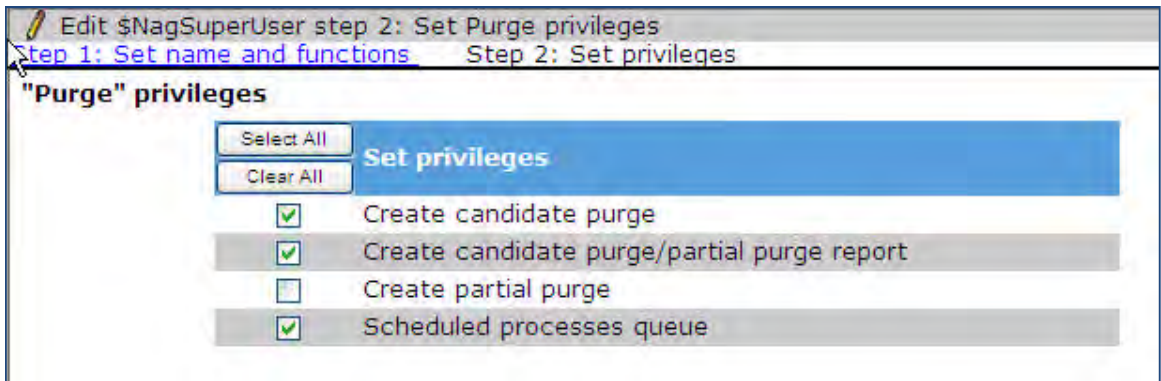 Edit $NagSuperUser step 2: Set Purge privileges
Step 1: Set name and functions Step 2: Set privileges
"Purge" privileges
Select All
Set privileges
Clear All
Create candidate purge
Create candidate purge/partial purge report
Create partial purge
Scheduled processes queue